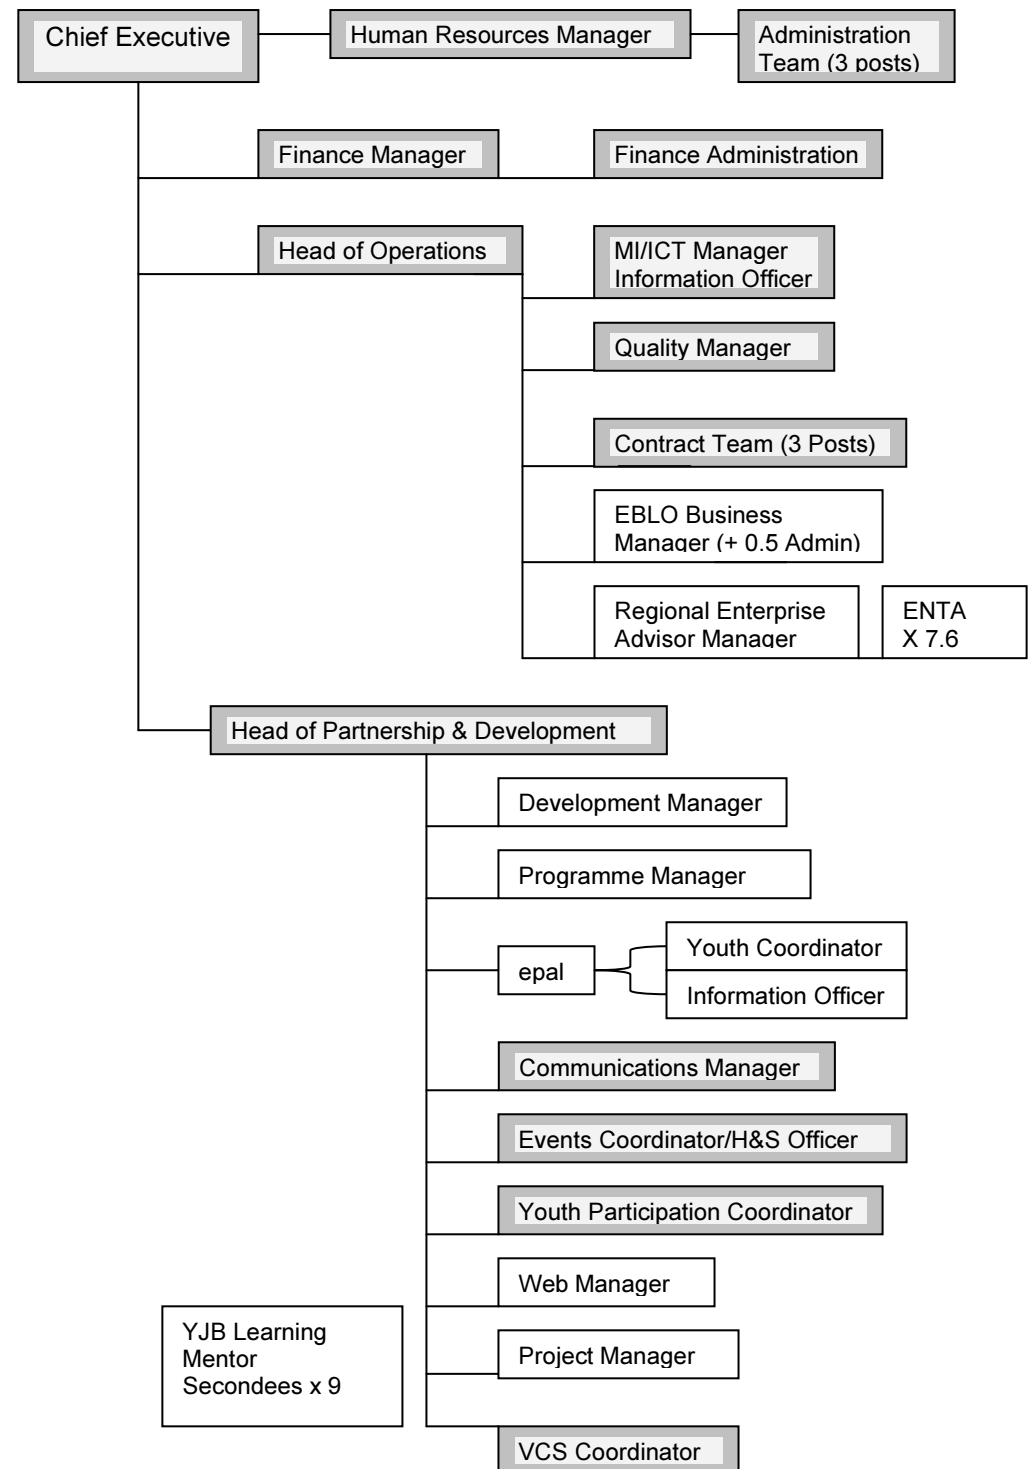 Chief Executive
Human Resources Manager
Administration
Team (3 posts)
Finance Manager
Finance Administration
Head of Operations
MI/ICT Manager
Information Officer
Quality Manager
Contract Team (3 Posts)
EBLO Business
Manager (+ 0.5 Admin)
Regional Enterprise
Advisor Manager
ENTA
X 7.6
Head of Partnership & Development
Development Manager
Programme Manager
epal
Youth Coordinator
Information Officer
Communications Manager
Events Coordinator/H&S Officer
Youth Participation Coordinator
Web Manager
YJB Learning
Mentor
Secondees x 9
Project Manager
VCS Coordinator